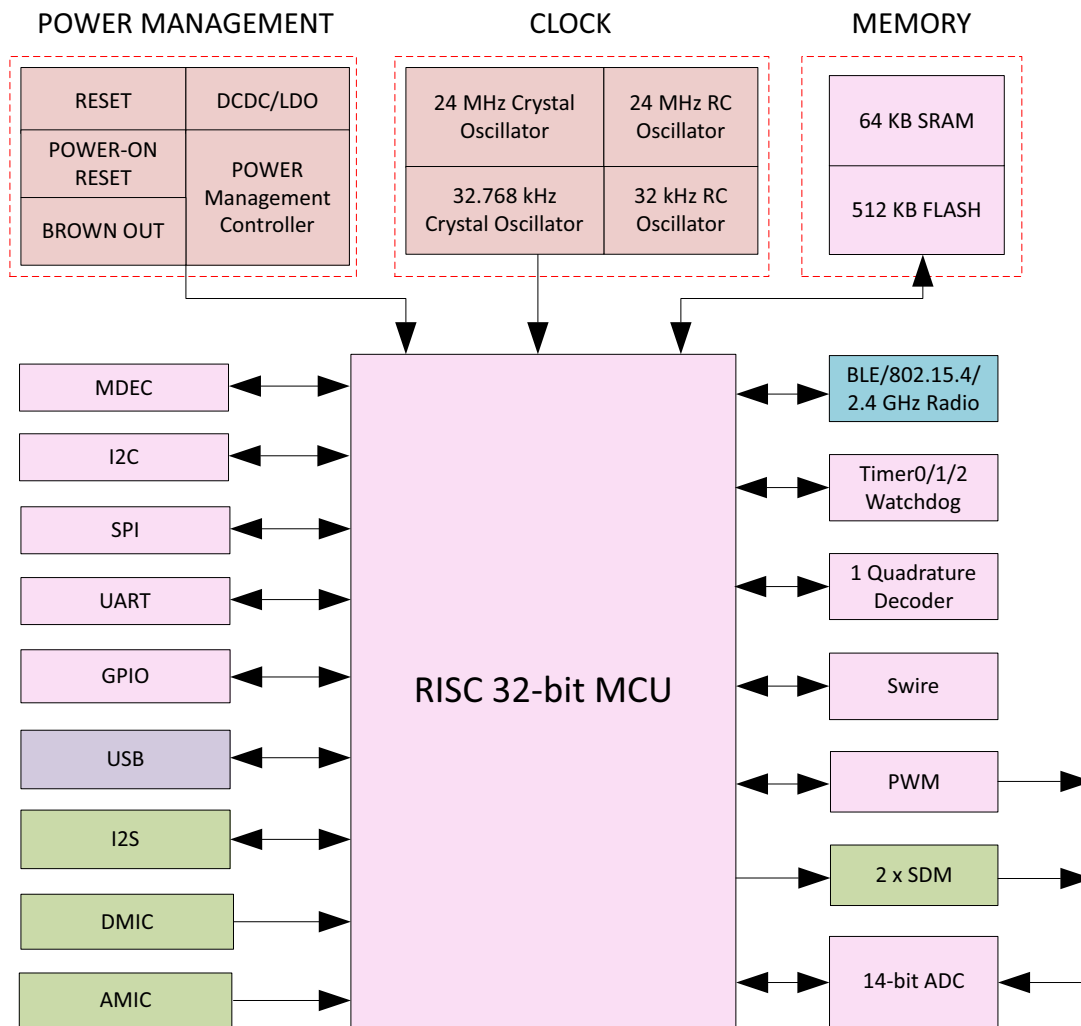 POWER MANAGEMENT
CLOCK
MEMORY
RESET
DCDC/LDO
POWER-ON
RESET
POWER
Management
Controller
BROWN OUT
24 MHz Crystal
Oscillator
24 MHz RC
Oscillator
32.768 kHz
Crystal Oscillator
32 kHz RC
Oscillator
64 KB SRAM
512 KB FLASH
MDEC
I2C
SPI
UART
GPIO
USB
I2S
DMIC
AMIC
RISC 32-bit MCU
BLE/802.15.4/
2.4 GHz Radio
Timer0/1/2
Watchdog
1 Quadrature
Decoder
Swire
PWM
2 x SDM
14-bit ADC